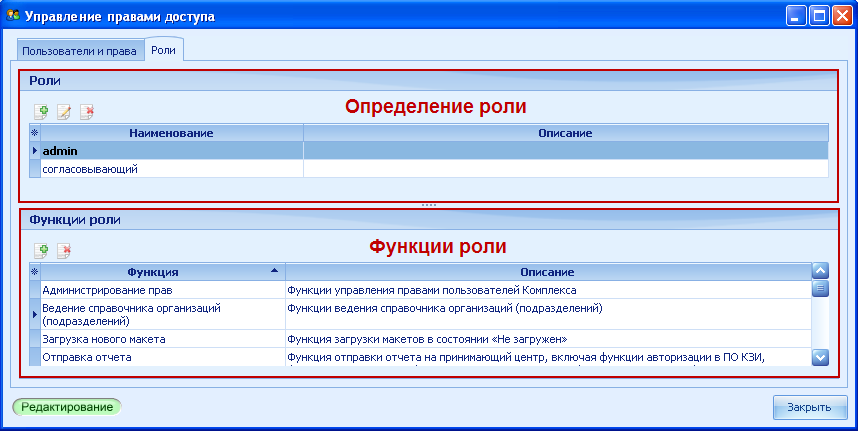 Управление правами доступа
Пользователи и права
Роли
Роли
Определение роли
Наименование
Описание
admin
согласовывающий
Функции роли
Функции роли
Функция
Описание
Администрирование прав
Функции управления правами пользователей Комплекса
Ведение справочника организаций (подразделений)
Функции ведения справочника организаций (подразделений)
Загрузка нового макета
Функция загрузки макетов в состоянии «Не загружен»
Отправка отчета
Функция отправки отчета на принимающий центр, включая функции авторизации в ПО КЗИ,
Редактирование
Закрыть